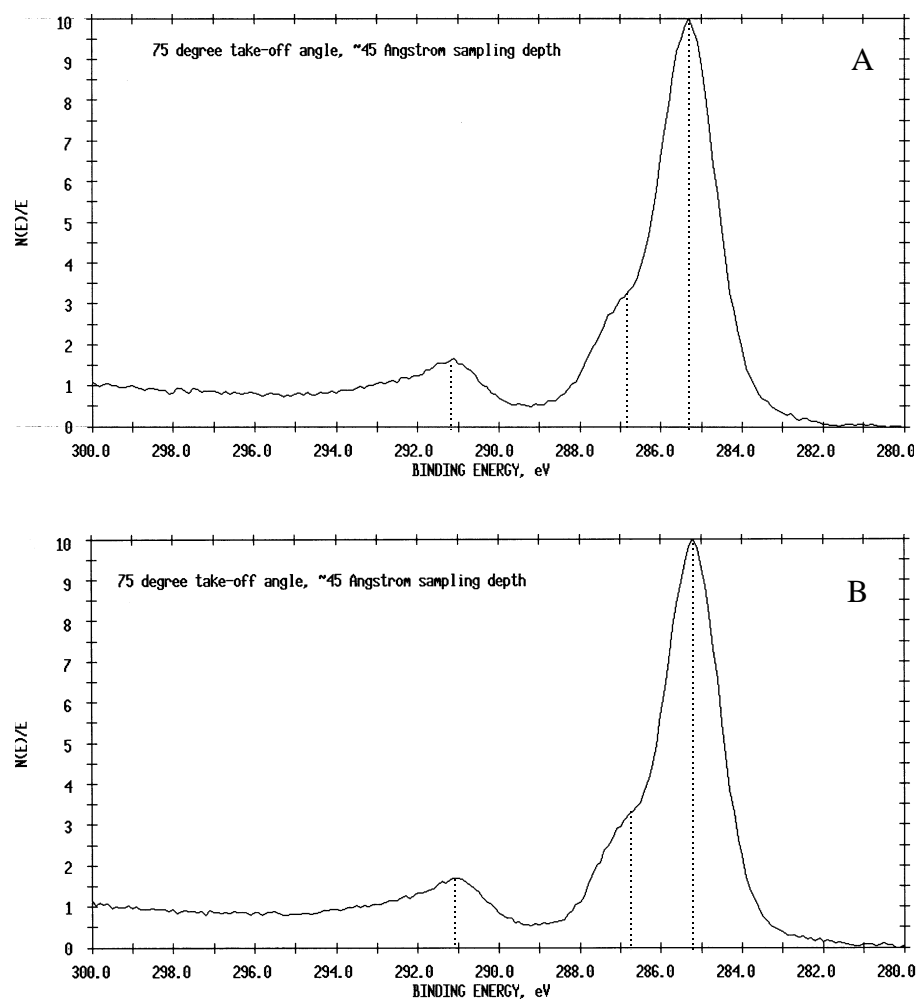 10
75 degree take-off angle, ~45 Angstrom sampling depth
A
9
8
7
6
5
4
3
2
1
0
N(E)/E
300.0 298.0 296.0 294.0 292.0 290.0 288.0 286.0 284.0 282.0 280.0
BINDING ENERGY, eV
10
75 degree take-off angle, ~45 Angstrom sampling depth
B
9
8
7
6
5
4
3
2
1
0
N(E)/E
300.0 298.0 296.0 294.0 292.0 290.0 288.0 286.0 284.0 282.0 280.0
BINDING ENERGY, eV